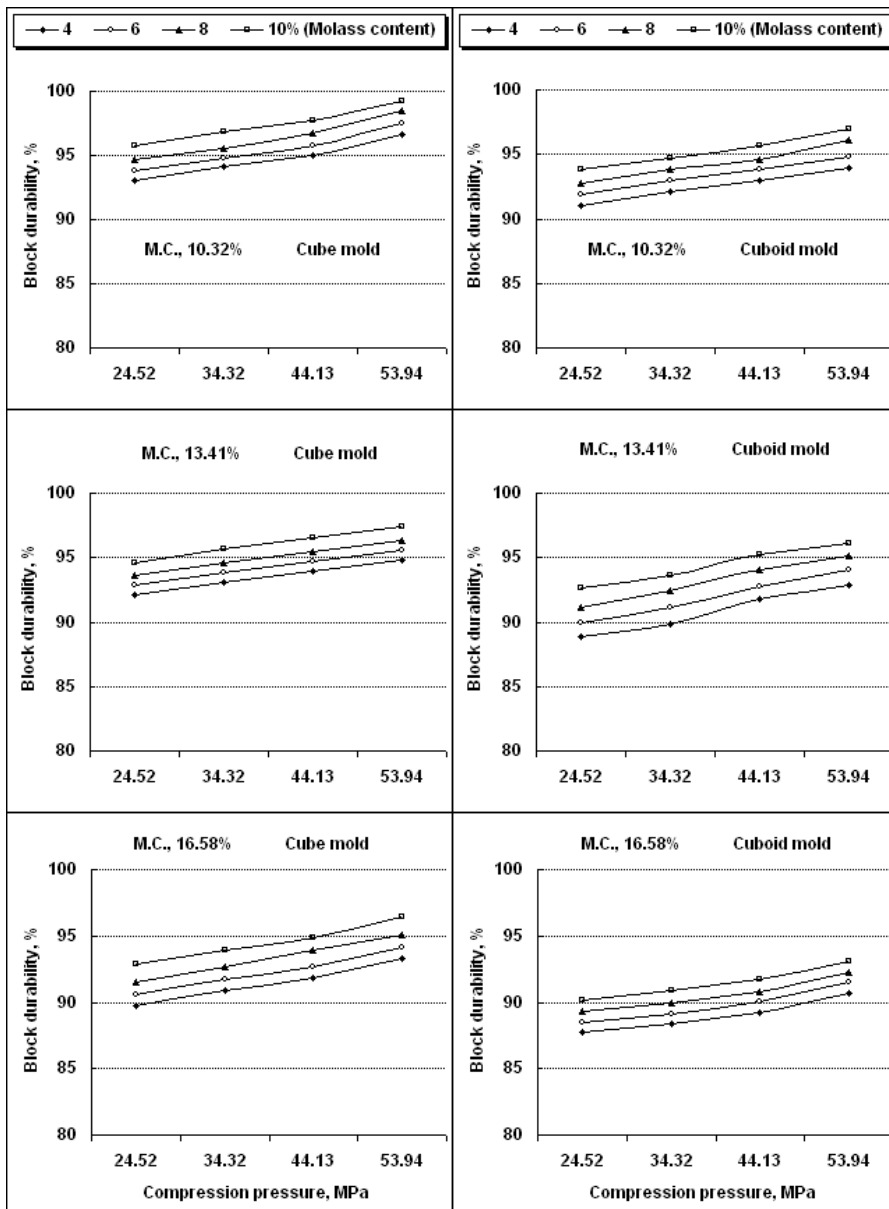 4 6 8 10% (Molass content)
4 6 8 10% (Molass content)
Block durability, %
100
95
90
85
80
M.C., 10.32% Cube mold
24.52 34.32 44.13 53.94
Block durability, %
100
95
90
85
80
M.C., 10.32% Cuboid mold
24.52 34.32 44.13 53.94
M.C., 13.41% Cube mold
Block durability, %
100
95
90
85
80
24.52 34.32 44.13 53.94
M.C., 13.41% Cuboid mold
Block durability, %
100
95
90
85
80
24.52 34.32 44.13 53.94
M.C., 16.58% Cube mold
Block durability, %
100
95
90
85
80
24.52 34.32 44.13 53.94
Compression pressure, MPa
M.C., 16.58% Cuboid mold
Block durability, %
100
95
90
85
80
24.52 34.32 44.13 53.94
Compression pressure, MPa